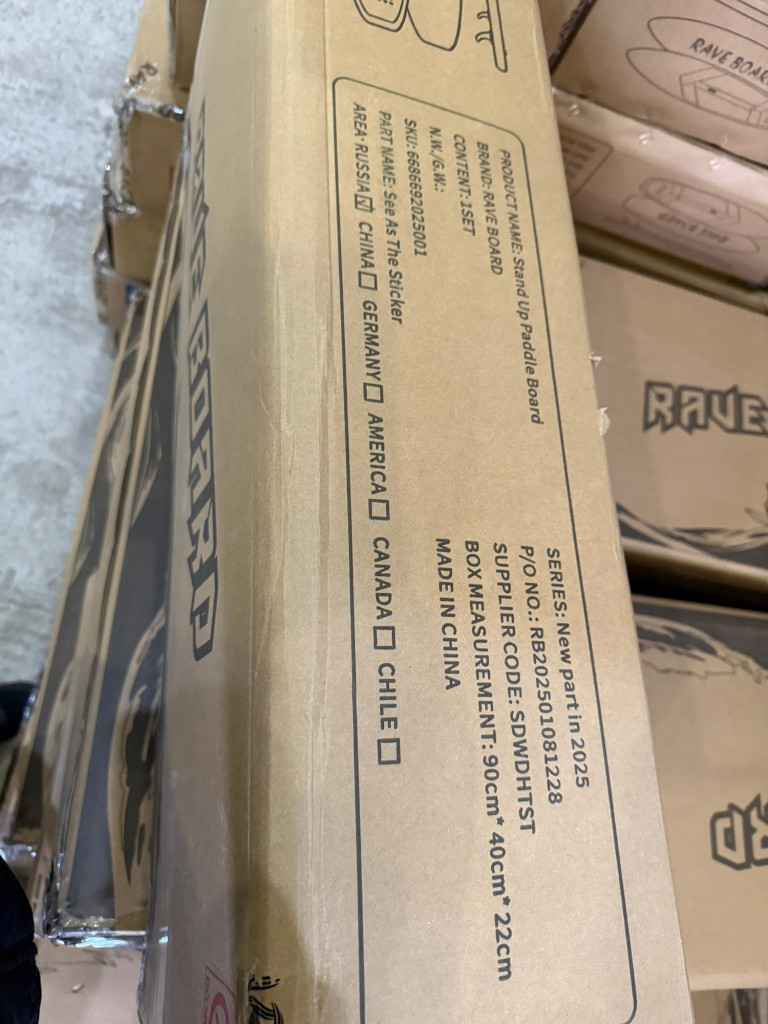 PRODUCT NAME: Stand Up Paddle Board
BRAND: RAVE BOARD
CONTENT: 1SET
N.W./G.W.:
SKU: 6686692025001
PART NAME: See As The Sticker
AREA: RUSSIA☑ CHINA☐ GERMANY☐ AMERICA☐ CANADA☐ CHILE☐
SERIES: New part in 2025
P/O NO.: RB202501081228
SUPPLIER CODE: SDWDHTST
BOX MEASUREMENT: 90cm* 40cm* 22cm
MADE IN CHINA
BOARD
RAVE BOAR
RAVE